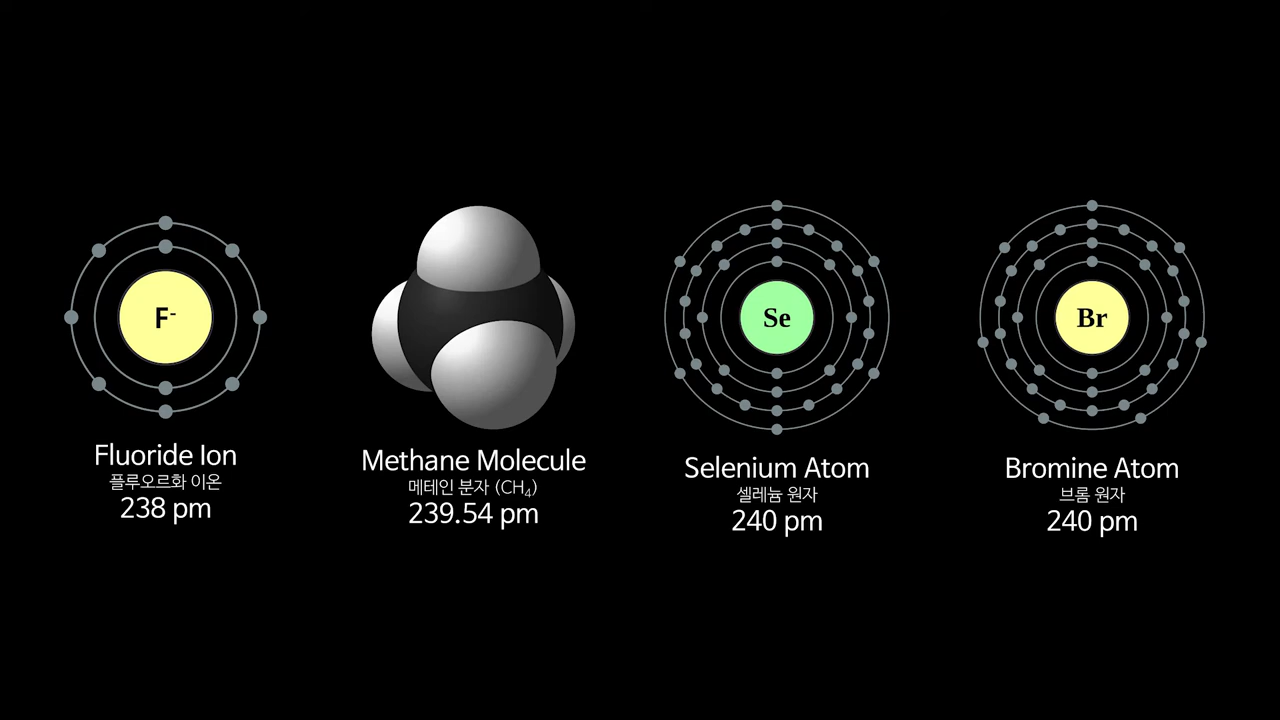 F-
Se
Br
Fluoride Ion
플루오르화 이온
238 pm
Methane Molecule
메테인 분자 (CH₄)
239.54 pm
Selenium Atom
셀레늄 원자
240 pm
Bromine Atom
브롬 원자
240 pm